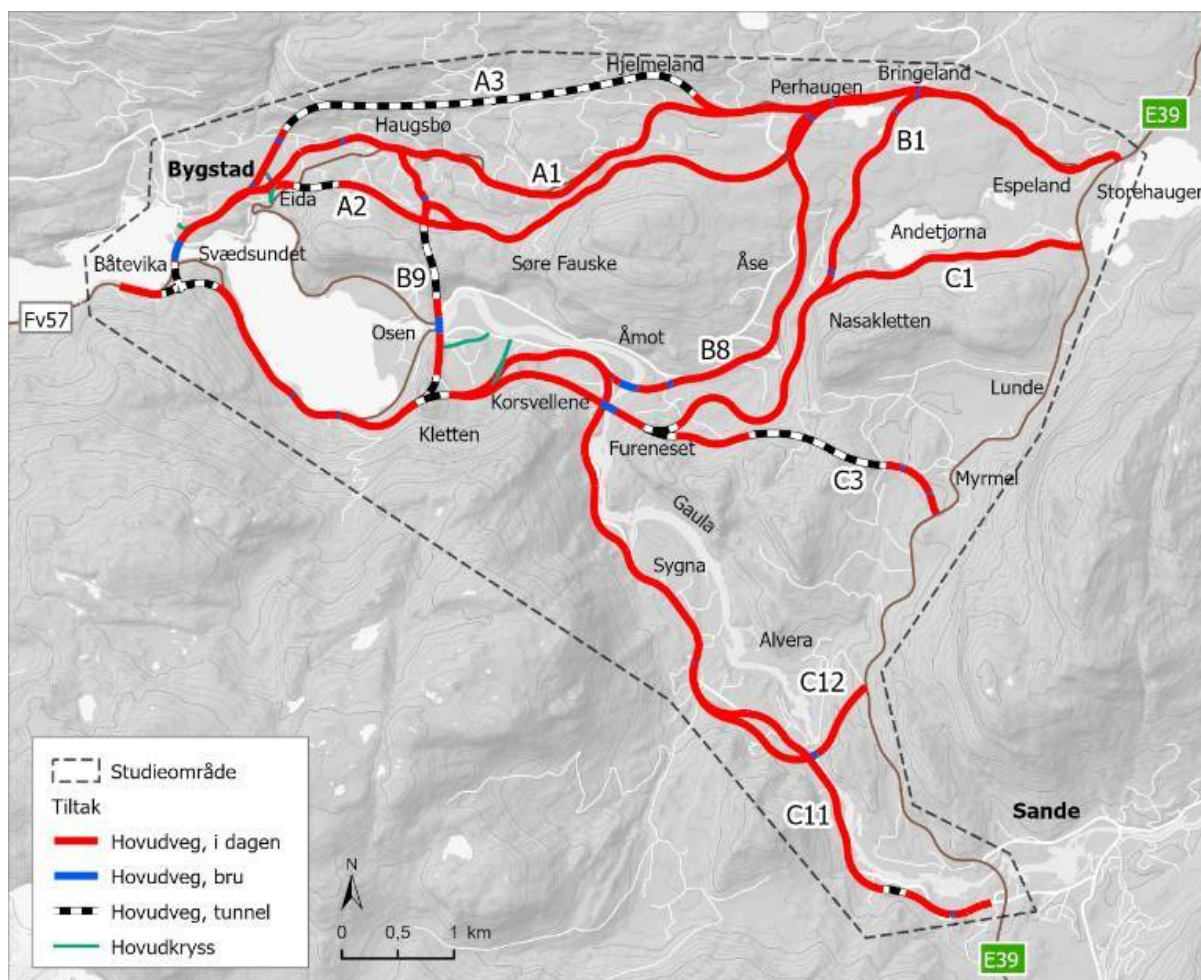 Hjelmeland
A3
Perhaugen
Bringeland
E39
Haugsbø
B1
Bygstad
A1
Espeland
Storehaugen
Eida
A2
Andetjørna
Svædsundet
Båtevika
Søre Fauske
Åse
C1
B9
Fv57
Osen
Nasakletten
Åmot
B8
Lunde
Korsvellene
Kletten
Fureneset
C3
Myrmel
Gaula
Sygna
Alvera
C12
Studieområde
Tiltak
Hovudveg, i dagen
Hovudveg, bru
Hovudveg, tunnel
Hovudkryss
C11
Sande
N
0 0,5 1 km
E39